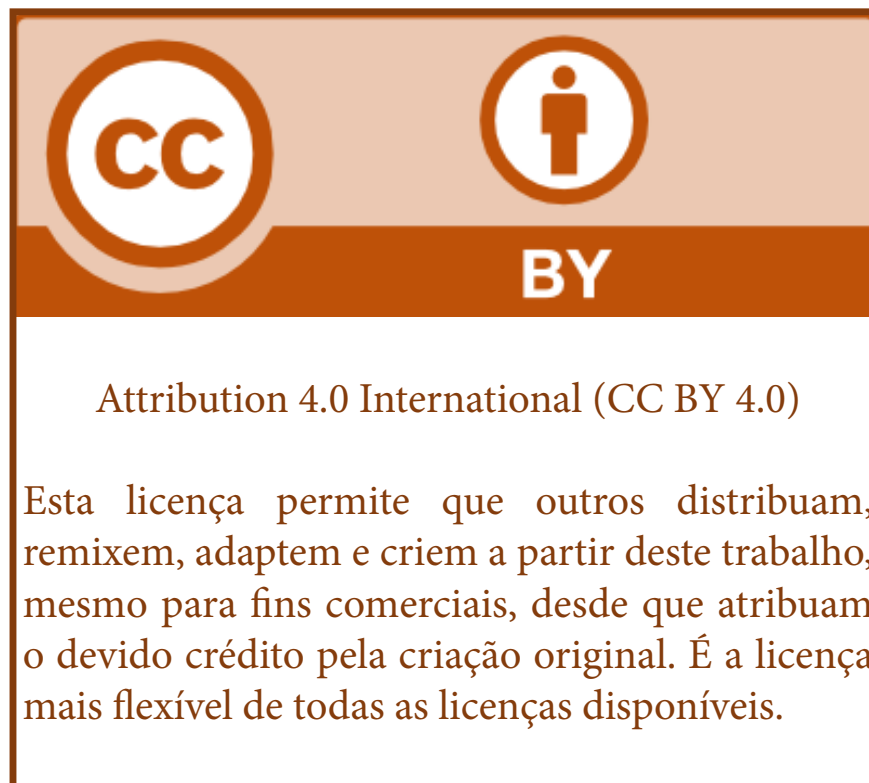 CC
BY
Attribution 4.0 International (CC BY 4.0)
Esta licença permite que outros distribuam,
remixem, adaptem e criem a partir deste trabalho,
mesmo para fins comerciais, desde que atribuam
o devido crédito pela criação original. É a licença
mais flexível de todas as licenças disponíveis.